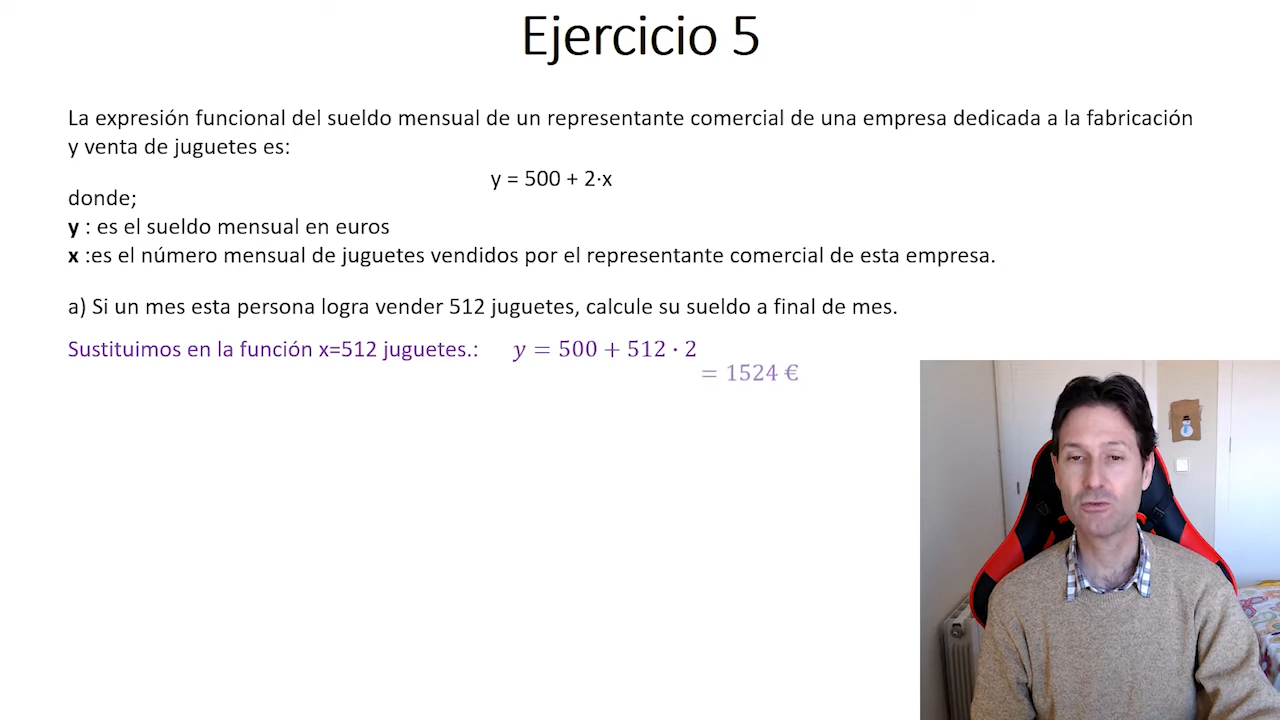 Ejercicio 5
La expresión funcional del sueldo mensual de un representante comercial de una empresa dedicada a la fabricación
y venta de juguetes es:
y = 500 + 2·x
donde;
y : es el sueldo mensual en euros
x :es el número mensual de juguetes vendidos por el representante comercial de esta empresa.
a) Si un mes esta persona logra vender 512 juguetes, calcule su sueldo a final de mes.
Sustituimos en la función x=512 juguetes.: y = 500 + 512 · 2
= 1524 €